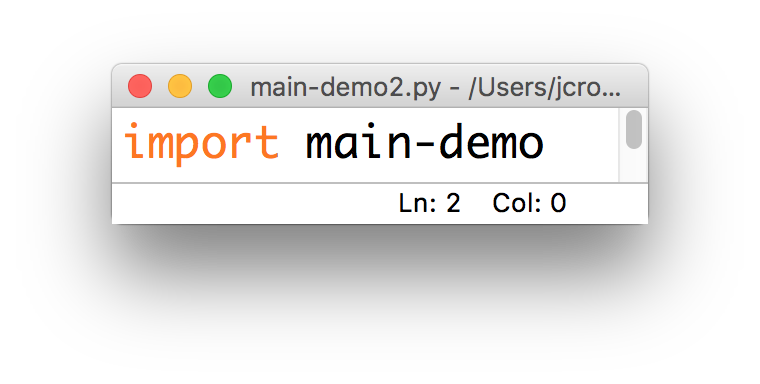 main-demo2.py - /Users/jcro...
import main-demo
Ln: 2 Col: 0